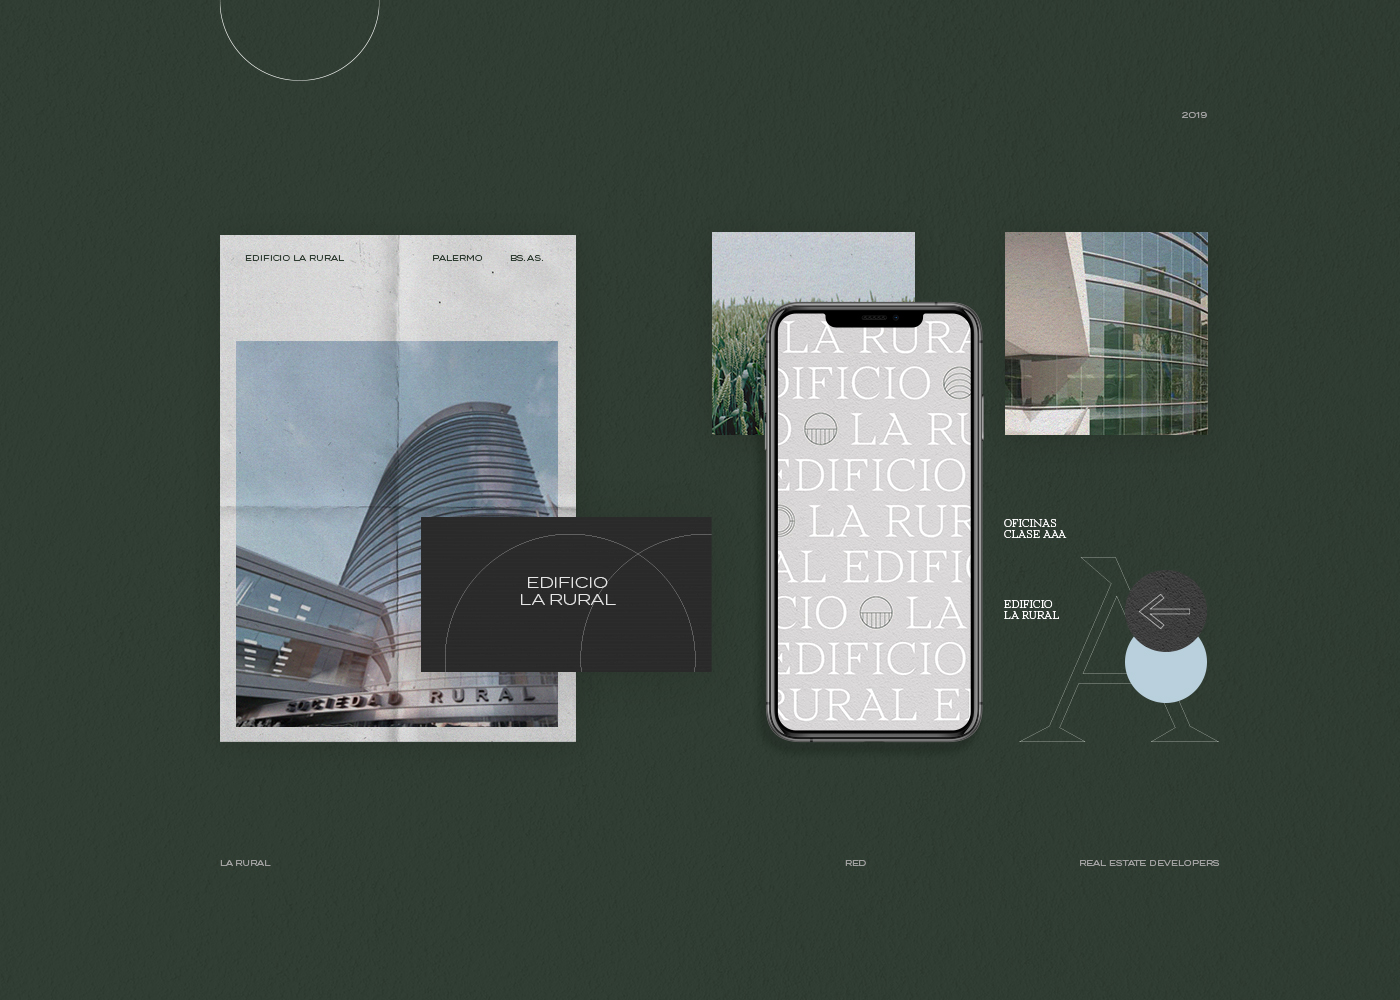 2019
EDIFICIO LA RURAL
PALERMO
BS. AS.
SOCIEDAD RURAL
EDIFICIO
LA RURAL
LA RURA
DIFICIO
O LA RU
EDIFICIO
LA RUR
AL EDIFI
CIO LA
EDIFICIO
RURAL E
OFICINAS
CLASE AAA
EDIFICIO
LA RURAL
A
LA RURAL
RED
REAL ESTATE DEVELOPERS